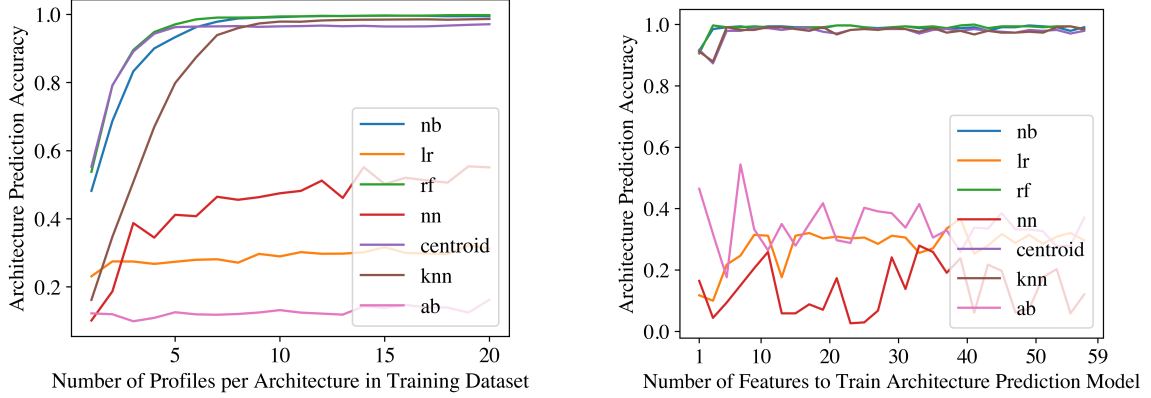 Architecture Prediction Accuracy
1.0
0.8
0.6
0.4
0.2
nb
lr
rf
nn
centroid
knn
ab
5
10
15
20
Number of Profiles per Architecture in Training Dataset
Architecture Prediction Accuracy
1.0
0.8
0.6
0.4
0.2
0.0
nb
lr
rf
nn
centroid
knn
ab
1
10
20
30
40
50
59
Number of Features to Train Architecture Prediction Model